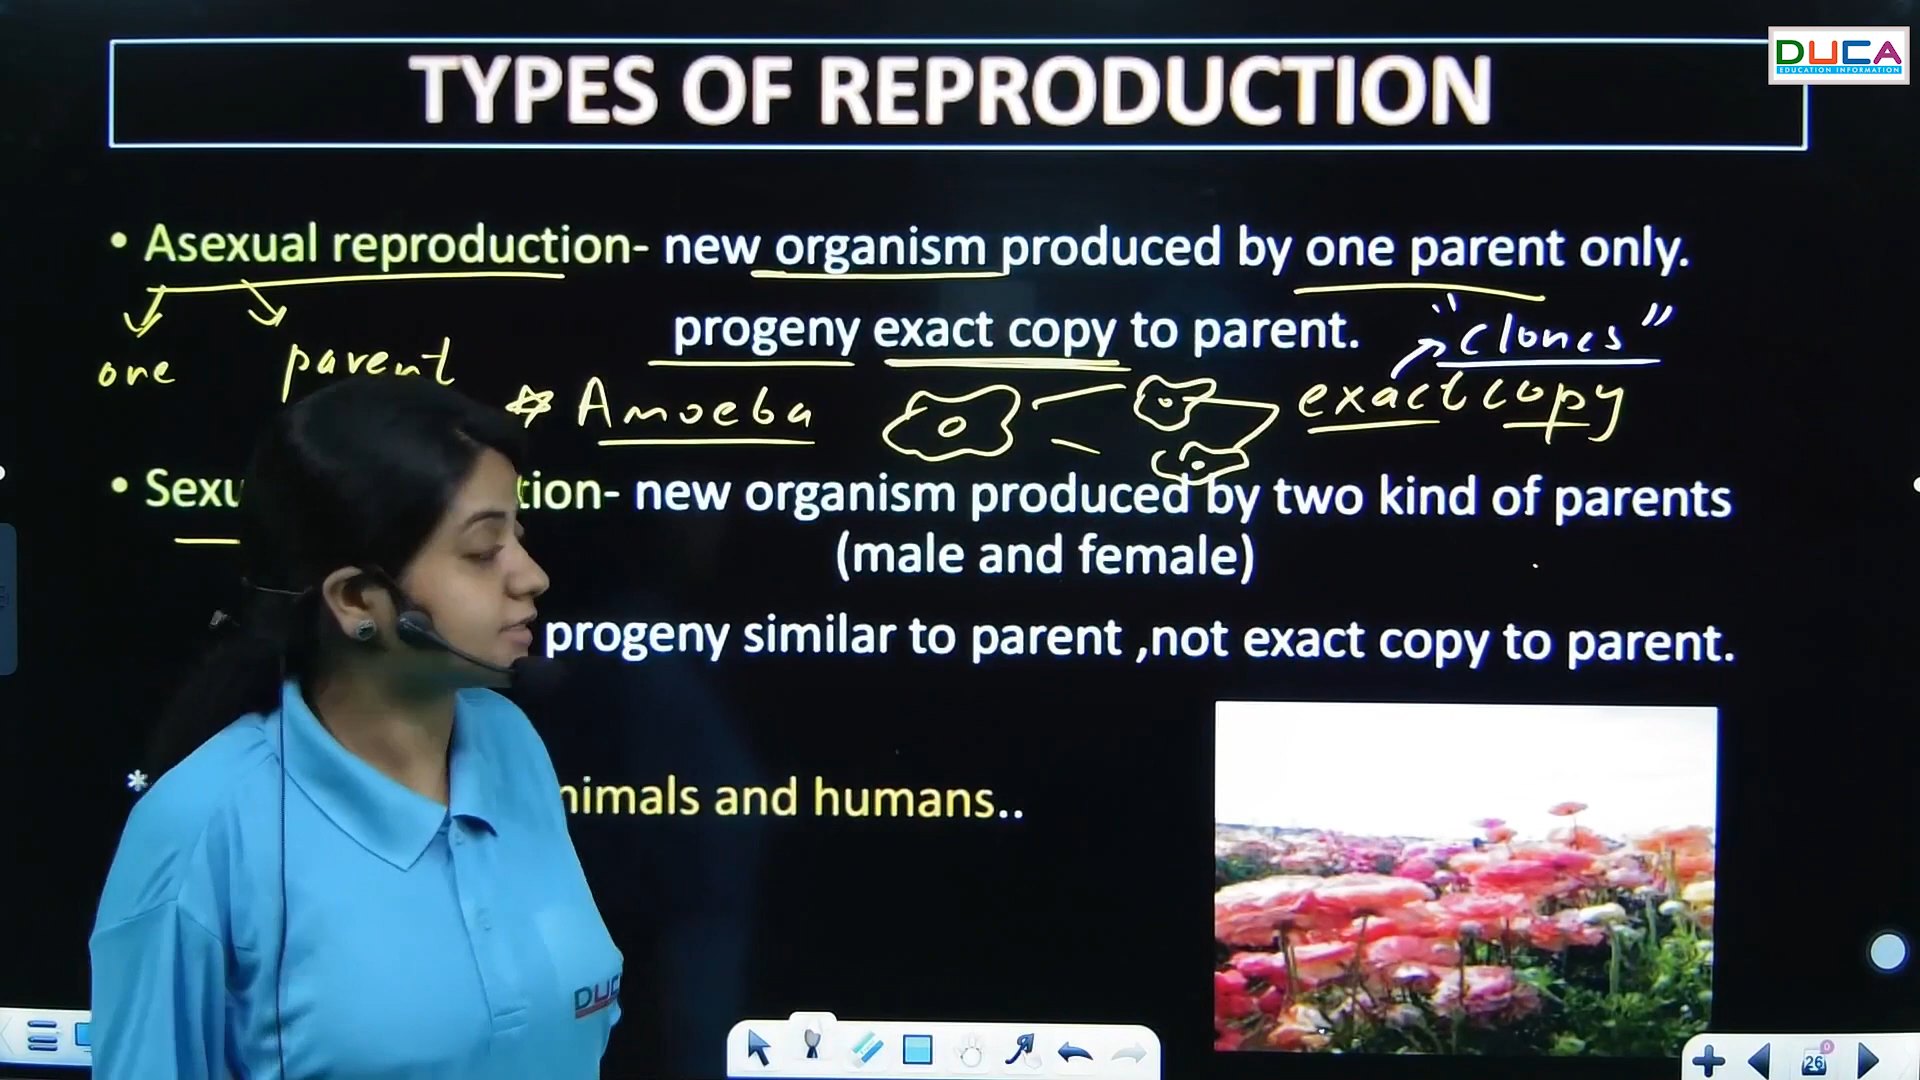 DUCA
EDUCATION INFORMATION
TYPES OF REPRODUCTION
• Asexual reproduction- new organism produced by one parent only.
progeny exact copy to parent. "clones"
one parent
* Amoeba exact copy
• Sexu tion- new organism produced by two kind of parents
(male and female)
progeny similar to parent ,not exact copy to parent.
* nimals and humans..
DUC
26
0